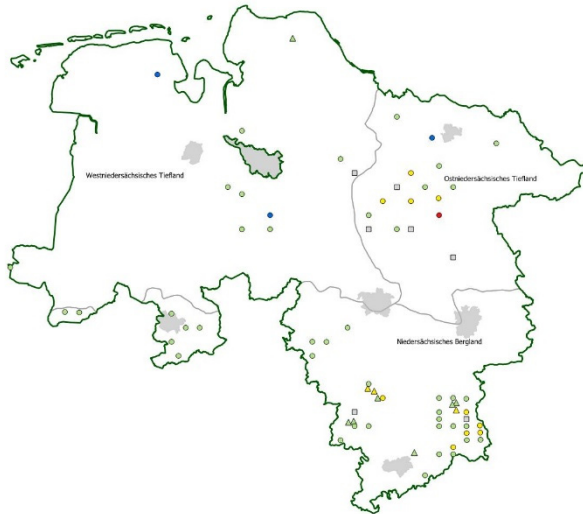 Westniedersächsisches Tiefland
Ostniedersächsisches Tiefland
Niedersächsisches Bergland